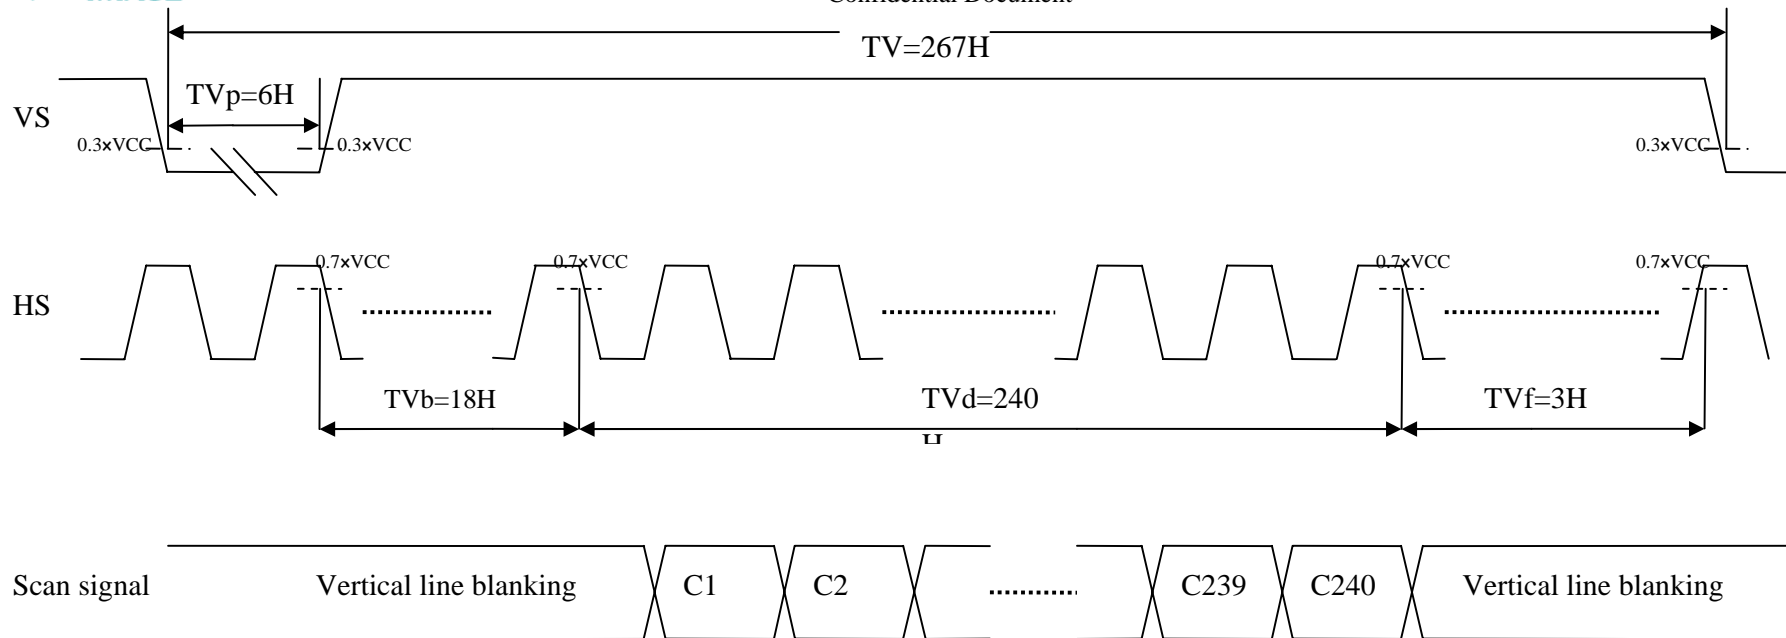 Confidential Document
TV=267H
TVp=6H
VS
0.3×VCC
0.3×VCC
0.3×VCC
0.7×VCC
0.7×VCC
0.7×VCC
0.7×VCC
HS
TVb=18H
TVd=240
H
TVf=3H
Scan signal
Vertical line blanking
C1
C2
C239
C240
Vertical line blanking